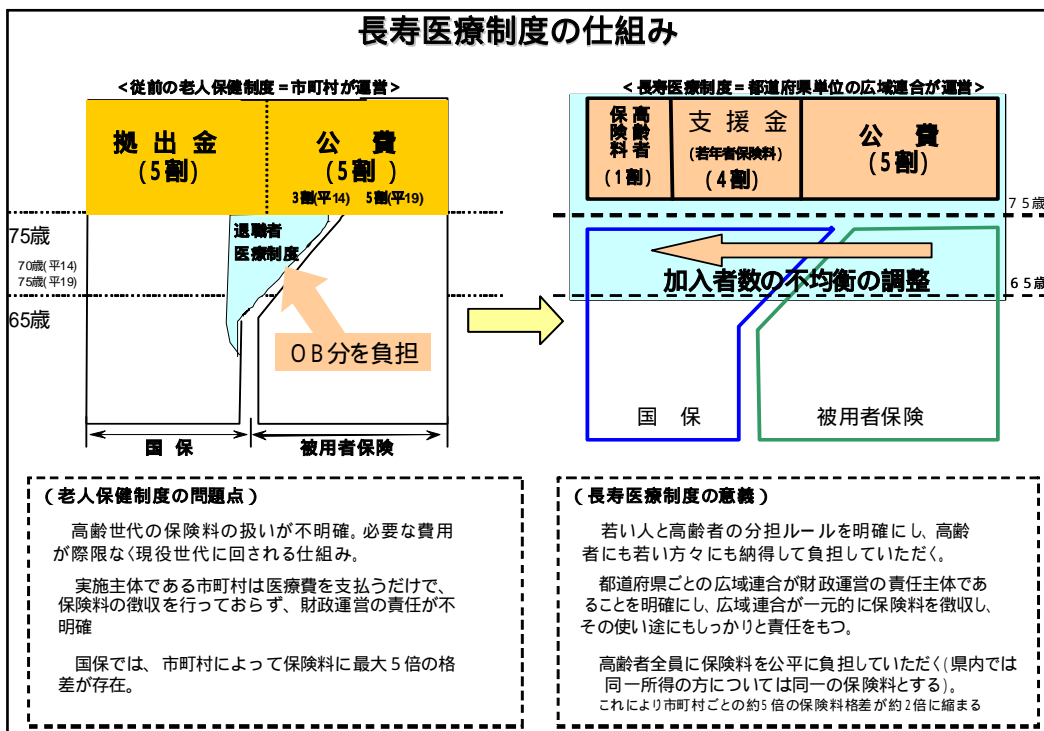 長寿医療制度の仕組み
<従前の老人保健制度=市町村が運営>
拠出金
(5割)
公費
(5割)
3割(平14) 5割(平19)
退職者
医療制度
75歳
70歳(平14)
75歳(平19)
65歳
OB分を負担
国保
被用者保険
<長寿医療制度=都道府県単位の広域連合が運営>
高齢者
保険料
(1割)
支援金
(若年者保険料)
(4割)
公費
(5割)
75歳
加入者数の不均衡の調整
65歳
国保
被用者保険
(老人保健制度の問題点)
高齢世代の保険料の扱いが不明確。必要な費用
が際限なく現役世代に回される仕組み。
実施主体である市町村は医療費を支払うだけで、
保険料の徴収を行っておらず、財政運営の責任が不
明確
国保では、市町村によって保険料に最大5倍の格
差が存在。
(長寿医療制度の意義)
若い人と高齢者の分担ルールを明確にし、高齢
者にも若い方々にも納得して負担していただく。
都道府県ごとの広域連合が財政運営の責任主体であ
ることを明確にし、広域連合が一元的に保険料を徴収し、
その使い途にもしっかりと責任をもつ。
高齢者全員に保険料を公平に負担していただく(県内では
同一所得の方については同一の保険料とする)。
これにより市町村ごとの約5倍の保険料格差が約2倍に縮まる